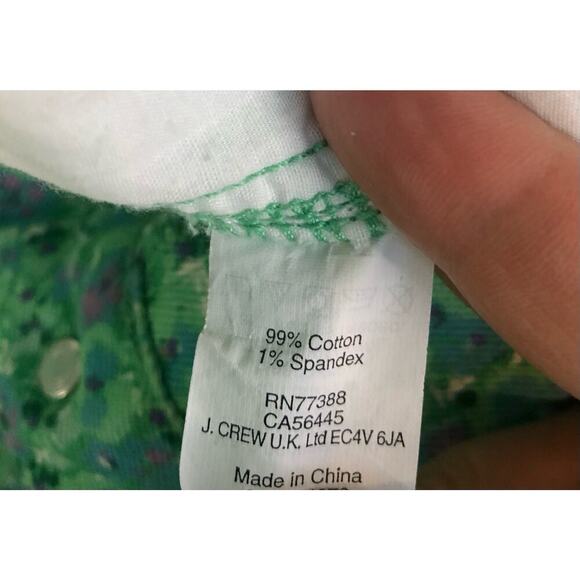 99% Cotton
1% Spandex
RN77388
CA56445
J. CREW U.K. Ltd EC4V 6JA
Made in China